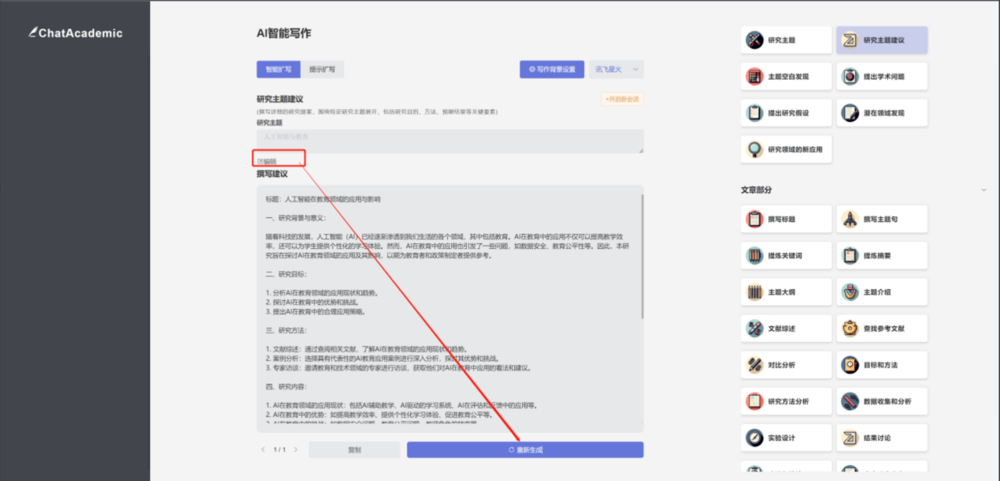 ChatAcademic
AI智能写作
智能扩写 提示扩写
写作背景设置 讯飞星火
研究主题建议
+开启新会话
(撰写详细的研究提案，围绕特定研究主题展开，包括研究目的、方法、预期结果等关键要素)
研究主题
人工智能与教育
编辑
撰写建议
标题：人工智能在教育领域的应用与影响
一、研究背景与意义：
随着科技的发展，人工智能（AI）已经逐渐渗透到我们生活的各个领域，其中包括教育。AI在教育中的应用不仅可以提高教学效
率，还可以为学生提供个性化的学习体验。然而，AI在教育中的应用也引发了一些问题，如数据安全、教育公平性等。因此，本研
究旨在探讨AI在教育领域的应用及其影响，以期为教育者和政策制定者提供参考。
二、研究目标：
1. 分析AI在教育领域的应用现状和趋势。
2. 探讨AI在教育中的优势和挑战。
3. 提出AI在教育中的合理应用策略。
三、研究方法：
1. 文献综述：通过查阅相关文献，了解AI在教育领域的应用现状和趋势。
2. 案例分析：选择具有代表性的AI教育应用案例进行深入分析，探讨其优势和挑战。
3. 专家访谈：邀请教育和技术领域的专家进行访谈，获取他们对AI在教育中应用的看法和建议。
四、研究内容：
1. AI在教育领域的应用现状：包括AI辅助教学、AI驱动的学习系统、AI在评估和反馈中的应用等。
2. AI在教育中的优势：如提高教学效率、提供个性化学习体验、促进教育公平等。
1 / 1 复制 重新生成
研究主题 研究主题建议
主题空白发现 提出学术问题
提出研究假设 潜在领域发现
研究领域的新应用
文章部分
撰写标题 撰写主题句
提炼关键词 提炼摘要
主题大纲 主题介绍
文献综述 查找参考文献
对比分析 目标和方法
研究方法分析 数据收集和分析
实验设计 结果讨论